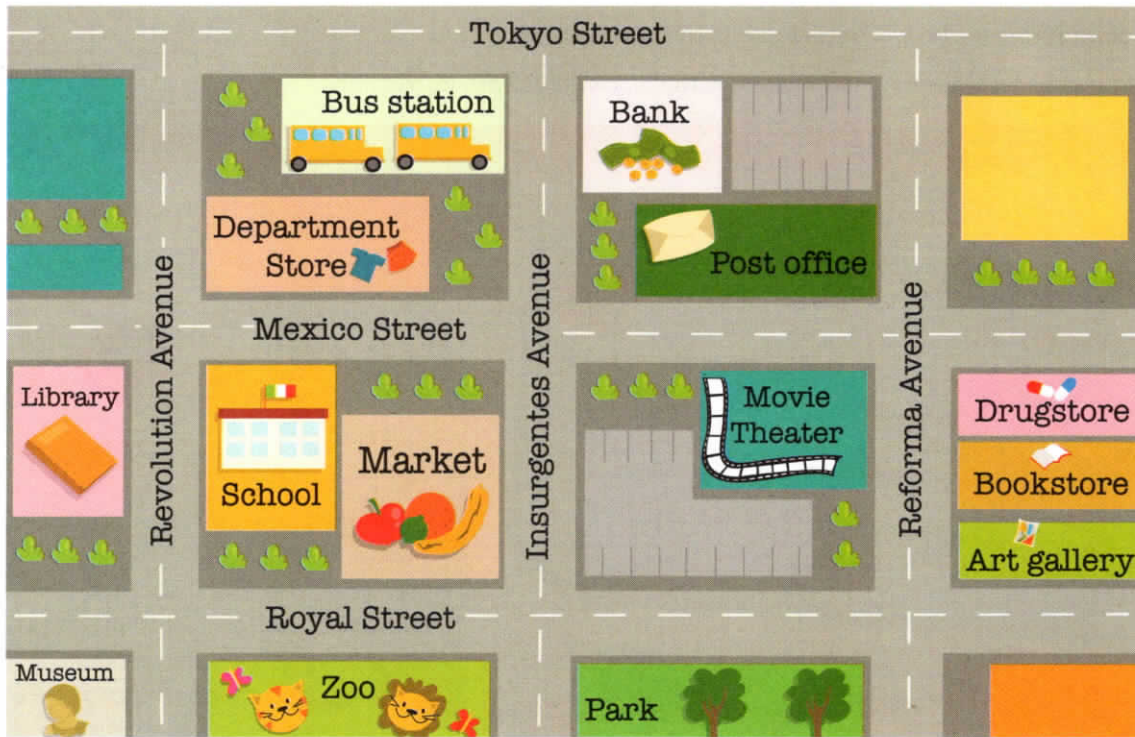 Tokyo Street
Bus station
Bank
Department
Store
Post office
Mexico Street
Revolution Avenue
Insurgentes Avenue
Reforma Avenue
Library
School
Market
Movie
Theater
Drugstore
Bookstore
Art gallery
Royal Street
Museum
Zoo
Park